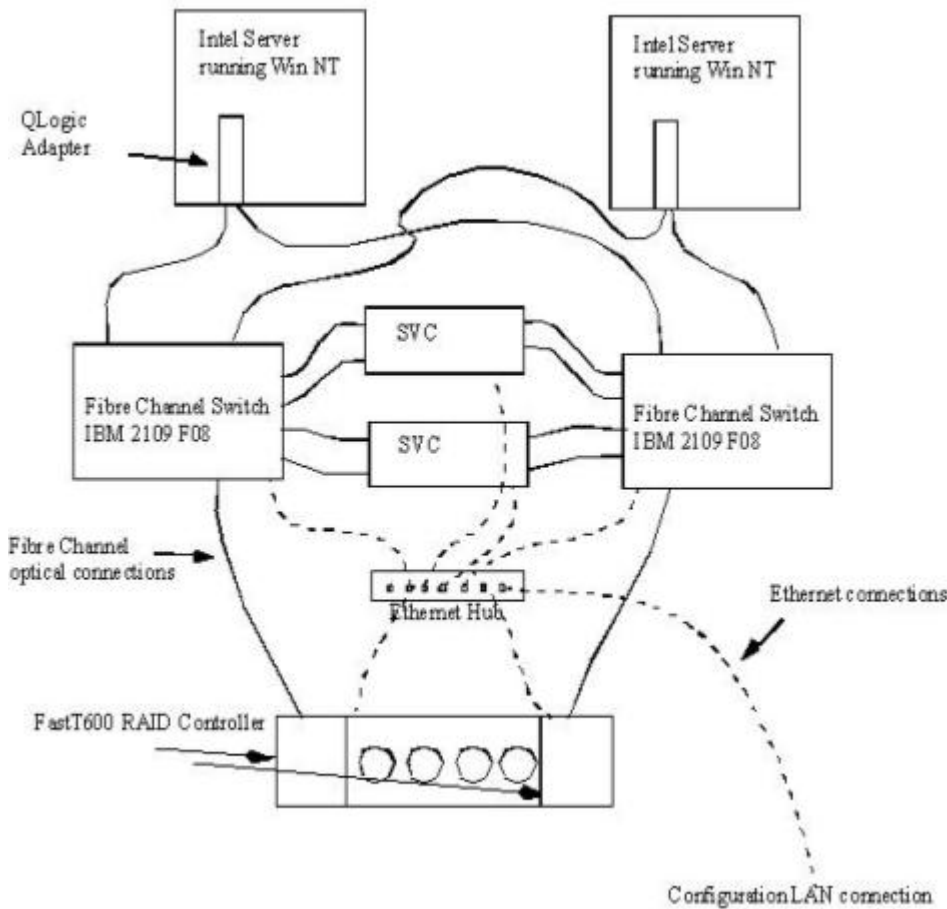 Intel Server
running Win NT
Intel Server
running Win NT
QLogic
Adapter
SVC
Fibre Channel Switch
IBM 2109 F08
SVC
Fibre Channel Switch
IBM 2109 F08
Fibre Channel
optical connections
Ethernet Hub
Ethernet connections
FastT600 RAID Controller
Configuration LAN connection